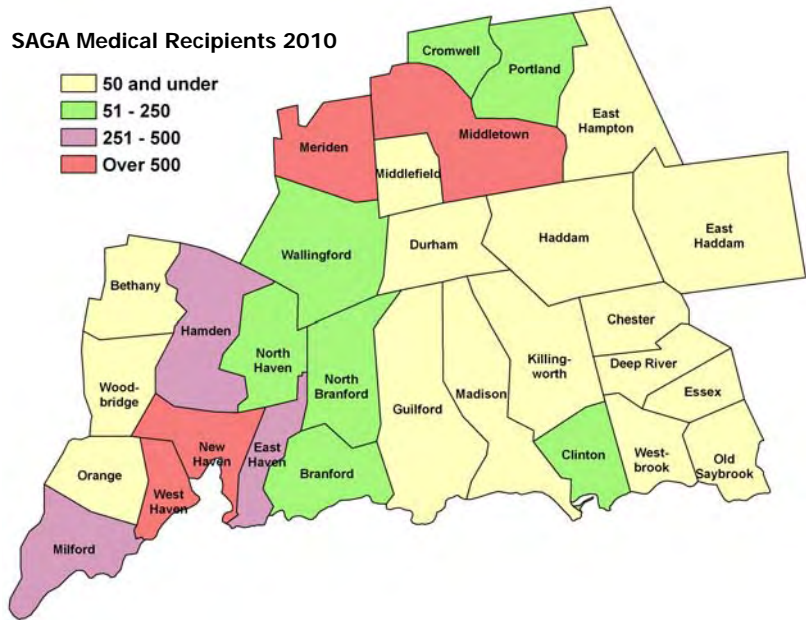 SAGA Medical Recipients 2010
50 and under
51 - 250
251 - 500
Over 500
Cromwell
Portland
East
Hampton
Meriden
Middletown
Middlefield
Wallingford
Durham
Haddam
East
Haddam
Bethany
Hamden
North
Haven
North
Branford
Wood-
bridge
Guilford
Madison
Killing-
worth
Chester
Deep River
Essex
Clinton
West-
brook
Old
Saybrook
Orange
New
Haven
East
Haven
Branford
West
Haven
Milford